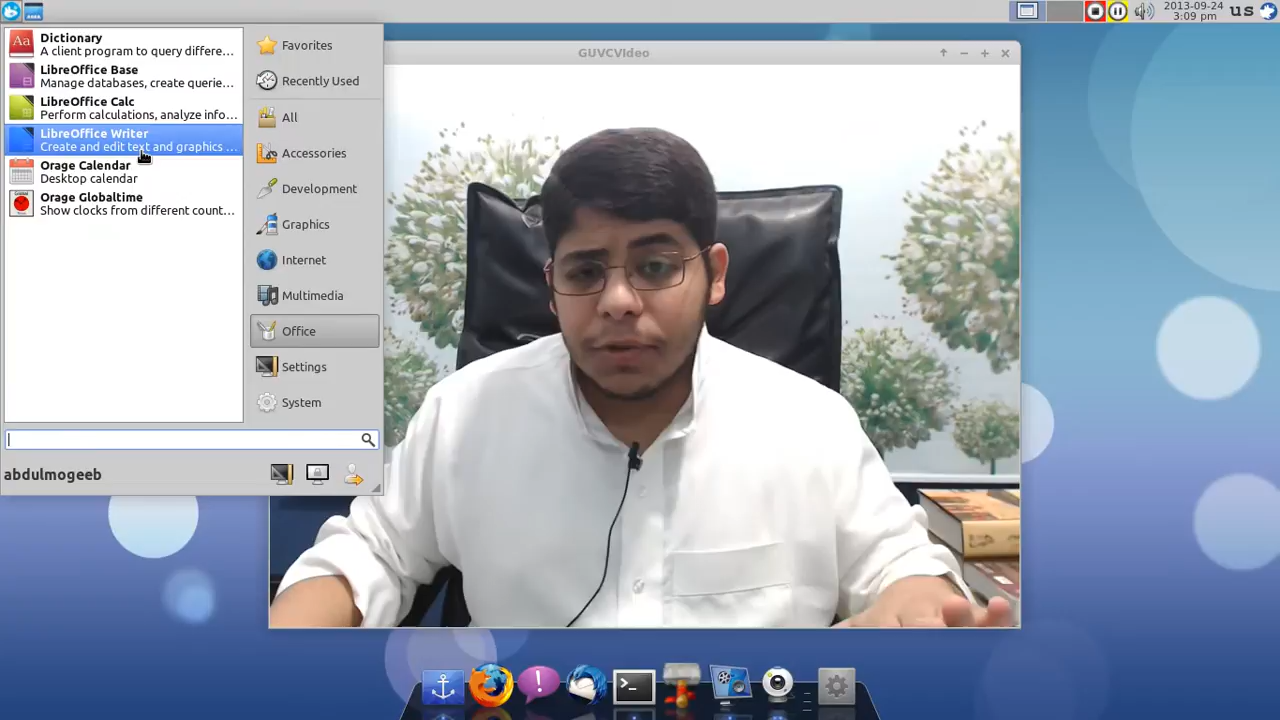 2013-09-24
3:09 pm
us
GUVCVIdeo
Dictionary
A client program to query differe...
LibreOffice Base
Manage databases, create querie...
LibreOffice Calc
Perform calculations, analyze info...
LibreOffice Writer
Create and edit text and graphics ...
Orage Calendar
Desktop calendar
Orage Globaltime
Show clocks from different count...
Favorites
Recently Used
All
Accessories
Development
Graphics
Internet
Multimedia
Office
Settings
System
abdulmogeeb